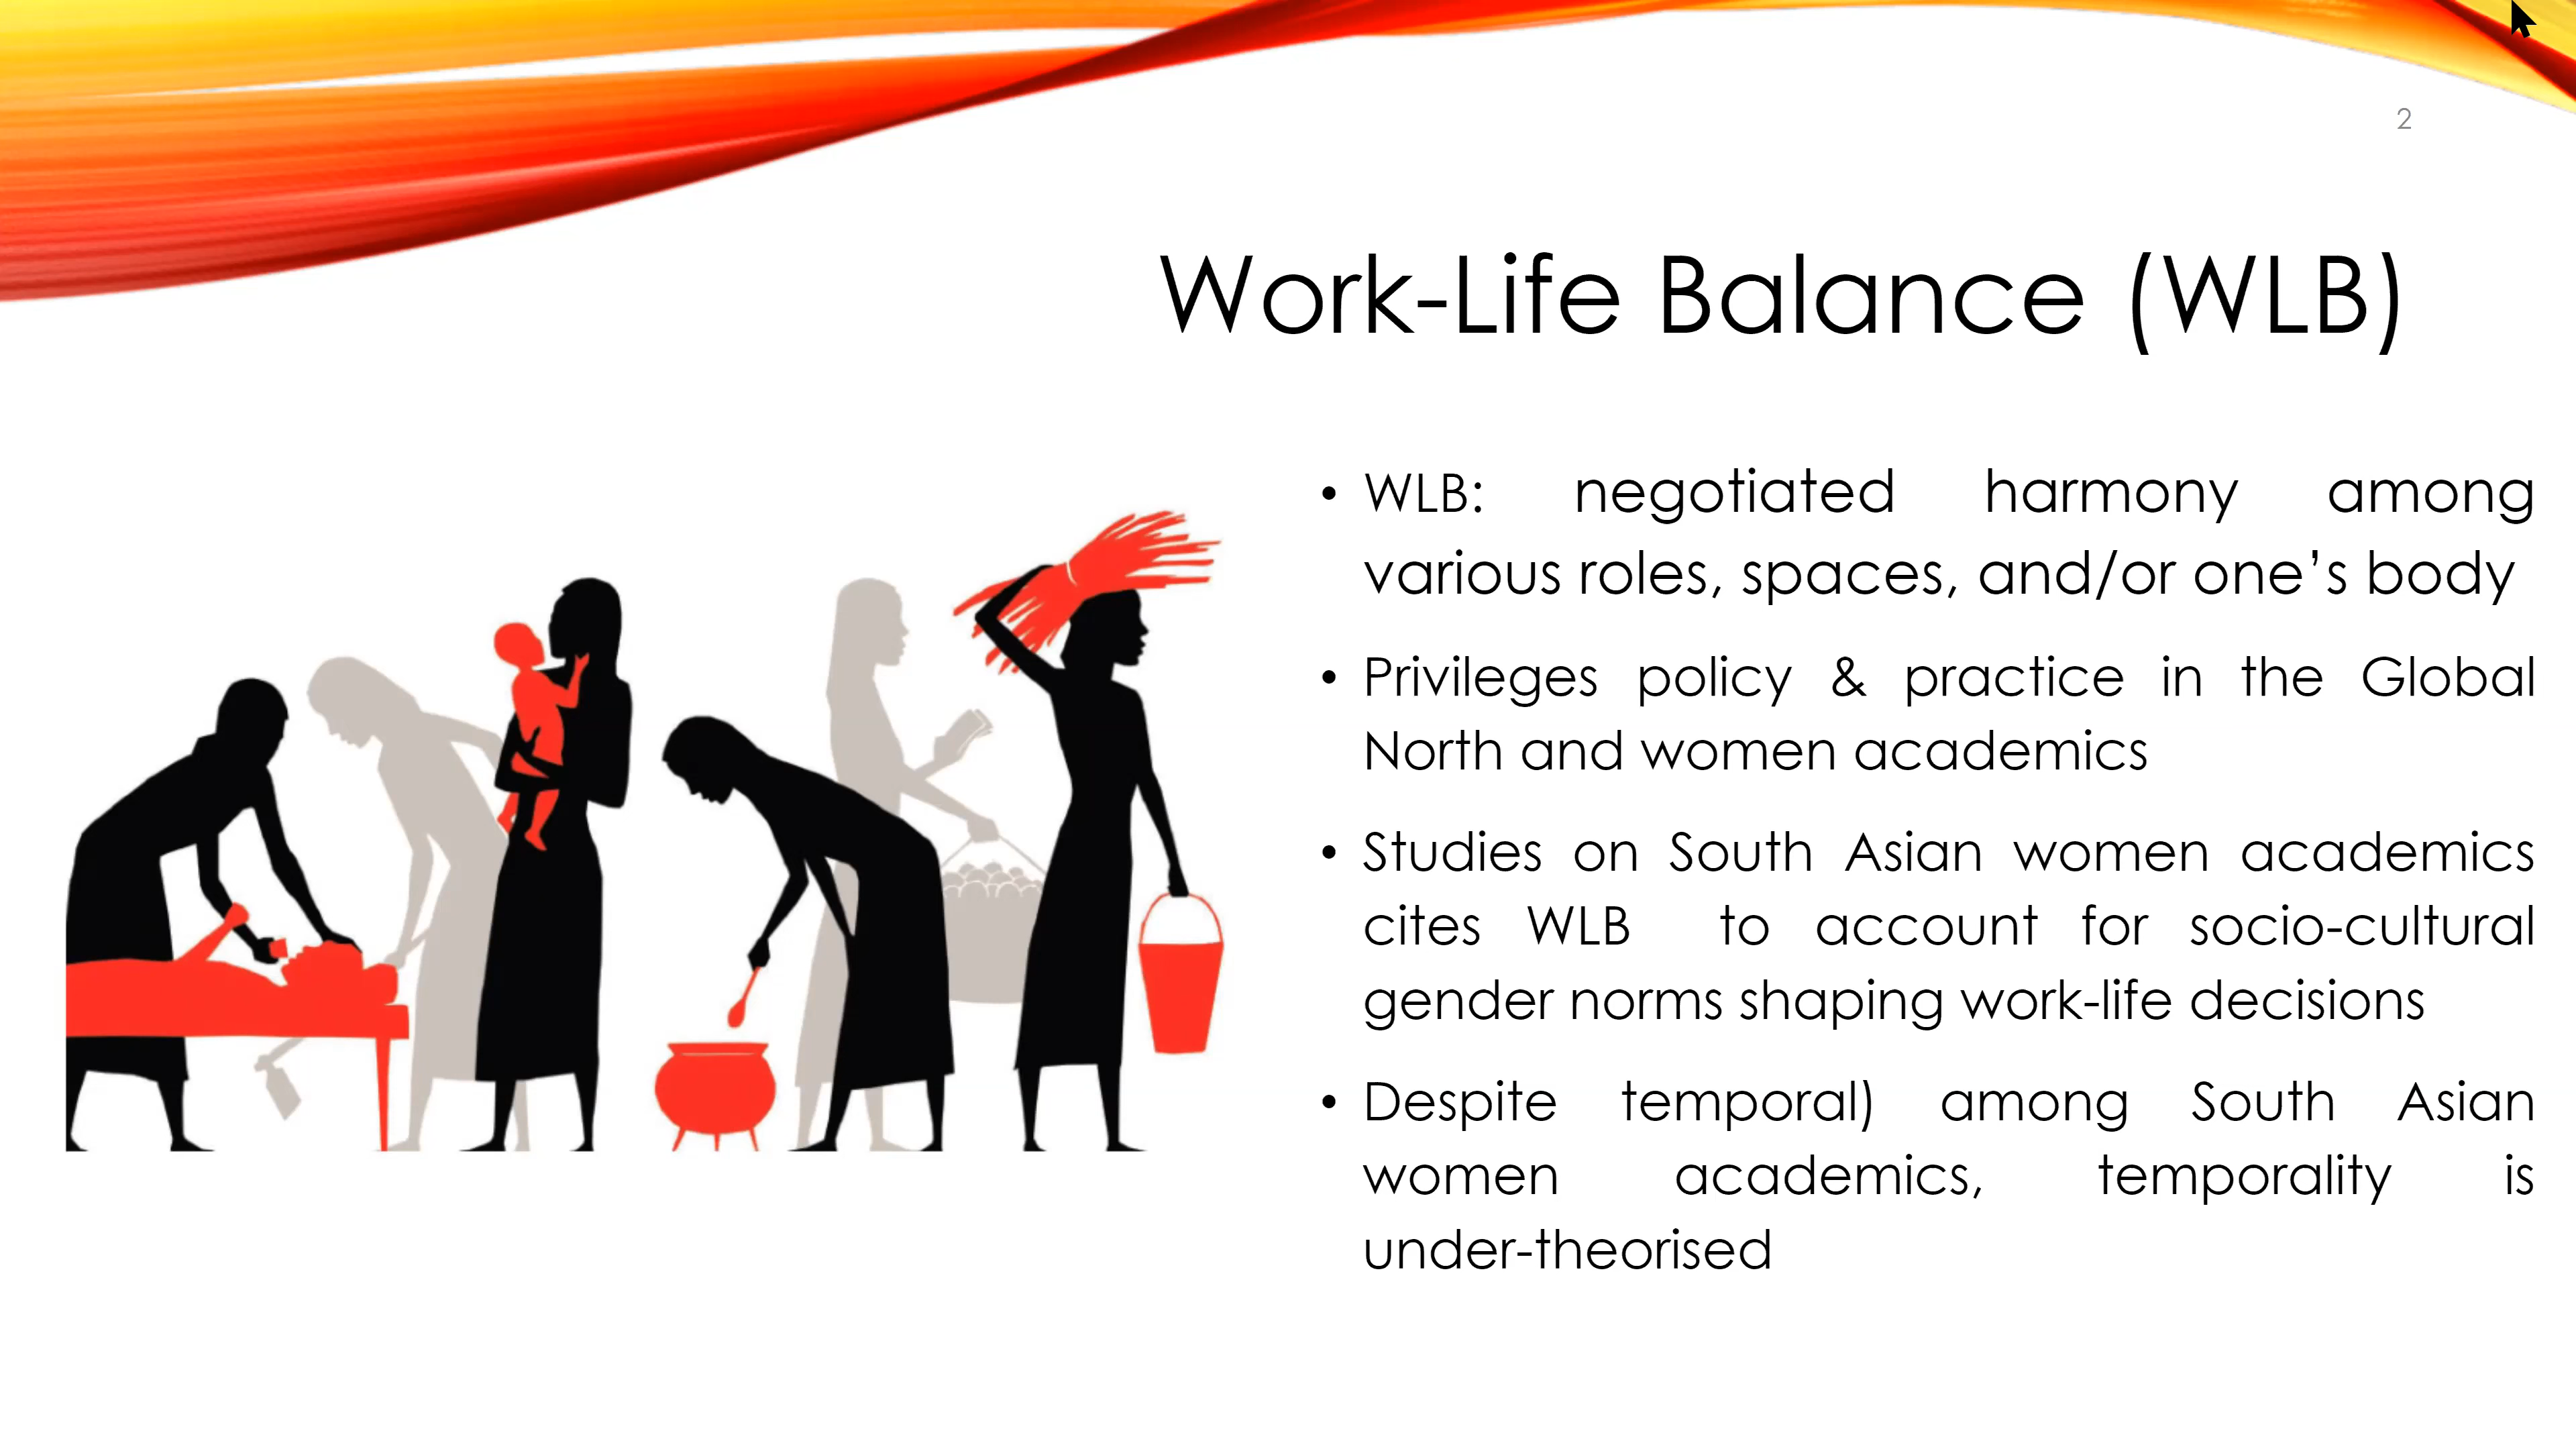 2
Work-Life Balance (WLB)
• WLB: negotiated harmony among
various roles, spaces, and/or one’s body
• Privileges policy & practice in the Global
North and women academics
• Studies on South Asian women academics
cites WLB to account for socio-cultural
gender norms shaping work-life decisions
• Despite temporal) among South Asian
women academics, temporality is
under-theorised